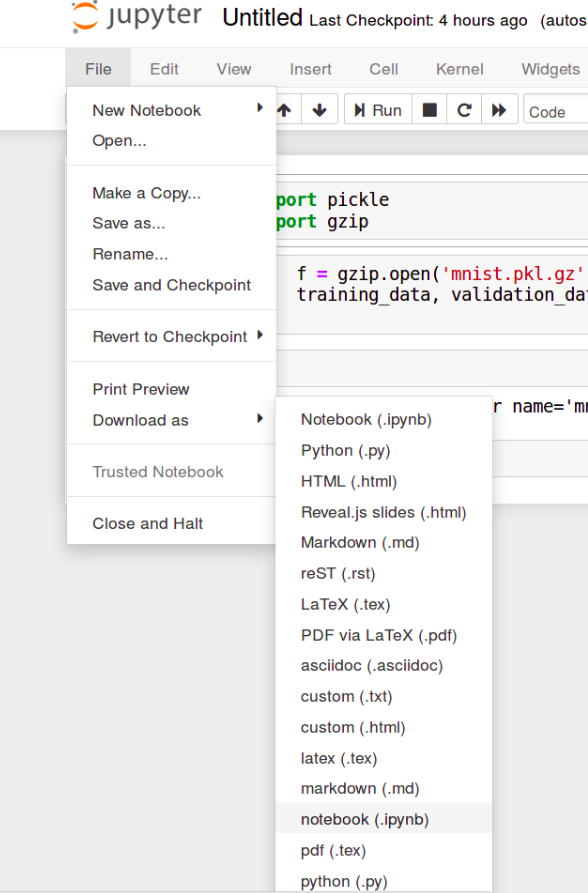 jupyter Untitled Last Checkpoint: 4 hours ago (autos
File Edit View Insert Cell Kernel Widgets
Run Code
New Notebook
Open...
Make a Copy...
Save as...
Rename...
Save and Checkpoint
Revert to Checkpoint
Print Preview
Download as
Trusted Notebook
Close and Halt
port pickle
port gzip
f = gzip.open('mnist.pkl.gz'
training_data, validation_da
r name='mn
Notebook (.ipynb)
Python (.py)
HTML (.html)
Reveal.js slides (.html)
Markdown (.md)
reST (.rst)
LaTeX (.tex)
PDF via LaTeX (.pdf)
asciidoc (.asciidoc)
custom (.txt)
custom (.html)
latex (.tex)
markdown (.md)
notebook (.ipynb)
pdf (.tex)
python (.py)